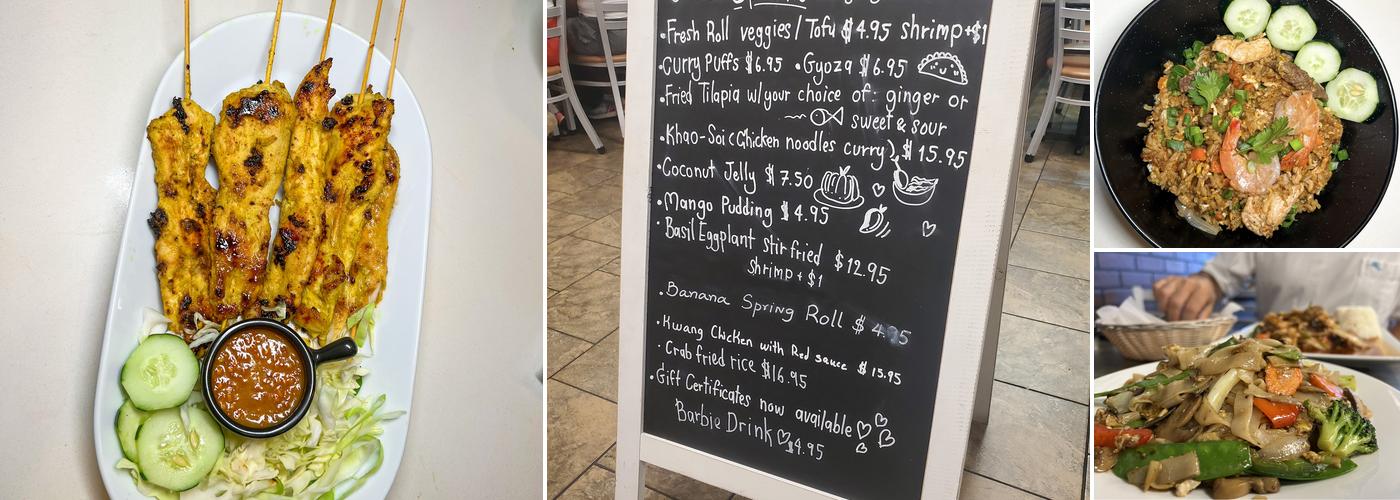 •Fresh Roll veggies/Tofu $4.95 shrimp+$1
•Curry Puffs $6.95 •Gyoza $6.95
•Fried Tilapia w/your choice of: ginger or
sweet & sour
•Khao-Soi (Chicken noodles curry) $15.95
•Coconut Jelly $7.50
•Mango Pudding $4.95
•Basil Eggplant stir fried $12.95
shrimp + $1
•Banana Spring Roll $4.95
•Kwang Chicken with Red sauce $15.95
•Crab fried rice $16.95
•Gift Certificates now available
Barbie Drink $4.95